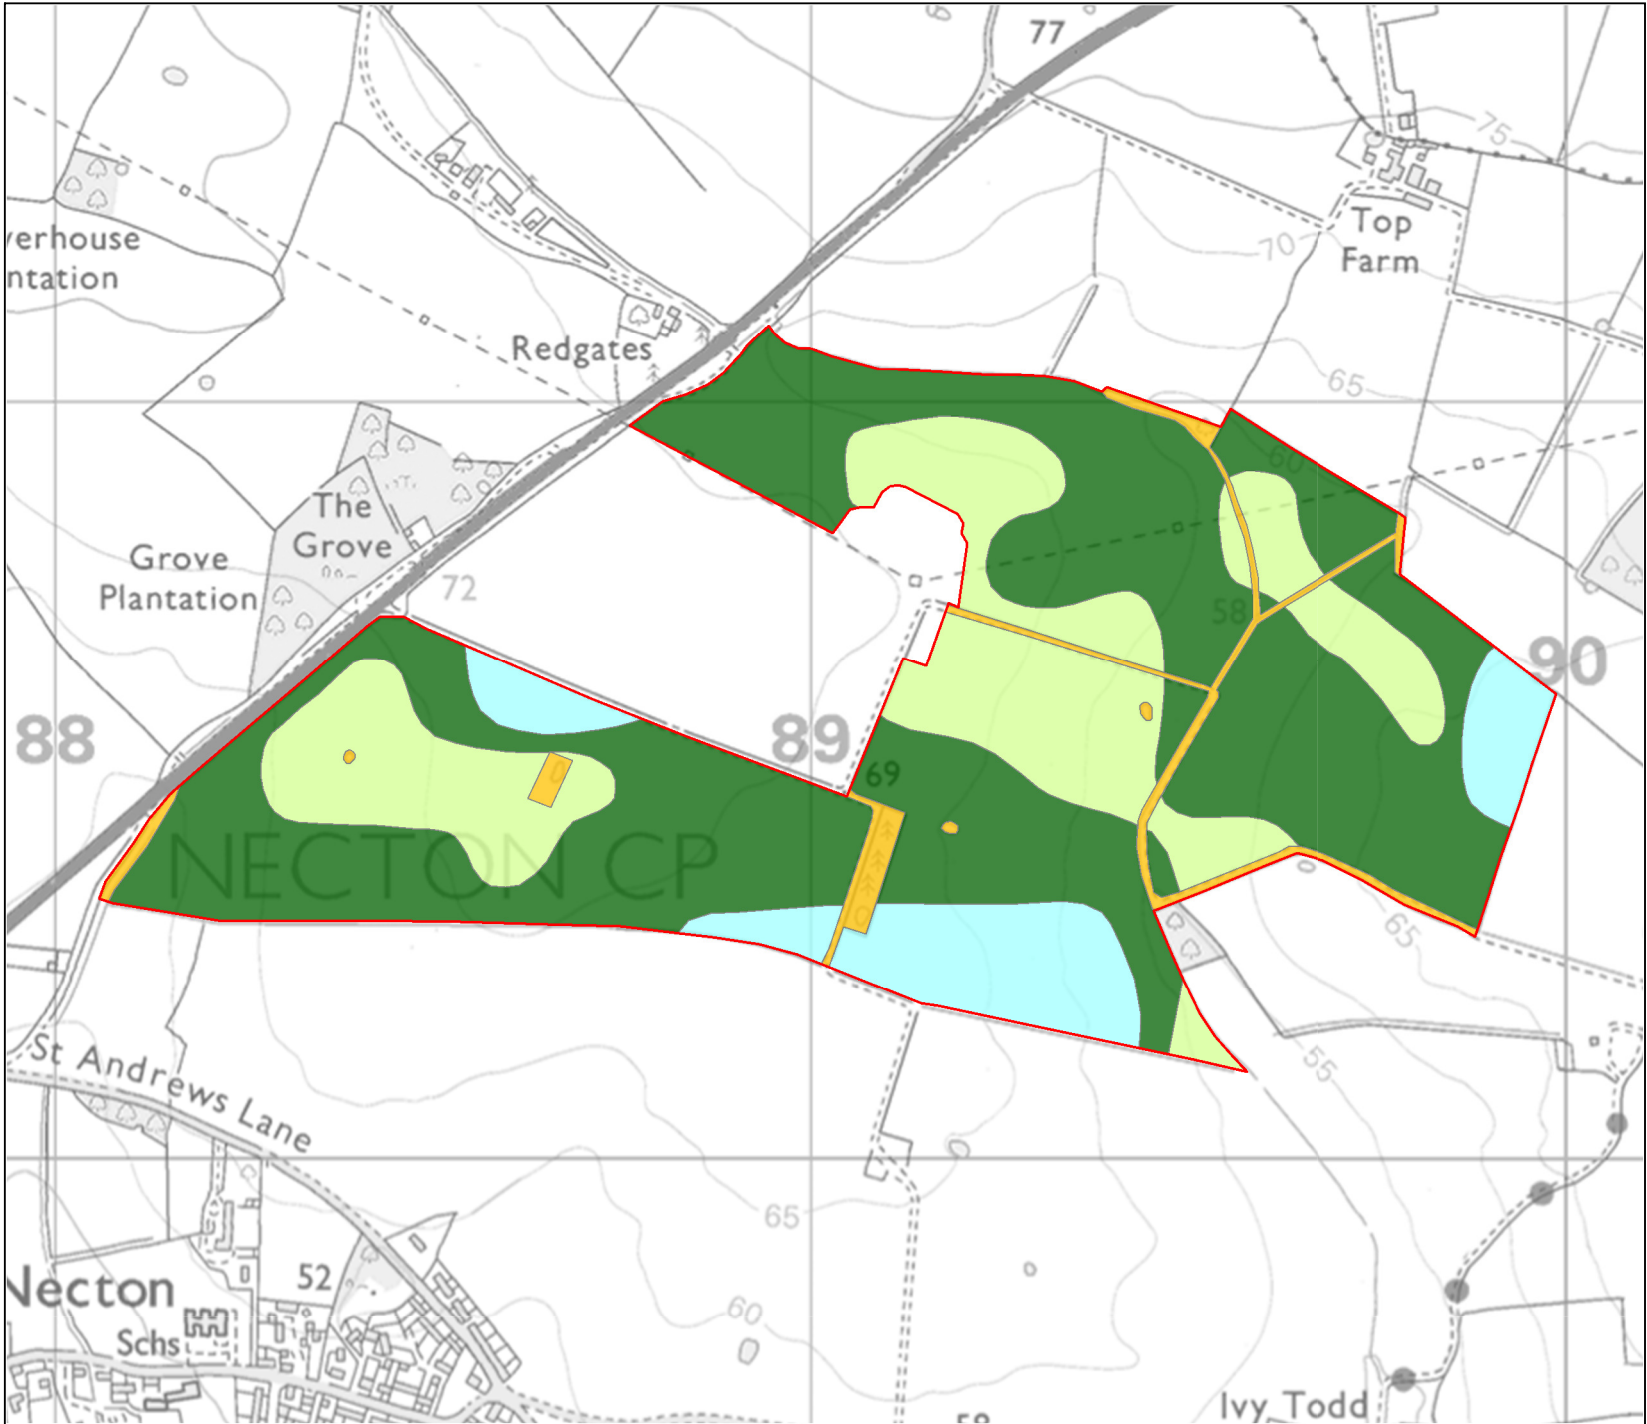 77
75
Top
Farm
70
verhouse
ntation
Redgates
65
60
The
Grove
Grove
Plantation
72
58
90
88
89
69
NECTON CP
65
St Andrews Lane
55
65
Necton
52
Schs
60
Ivy Todd